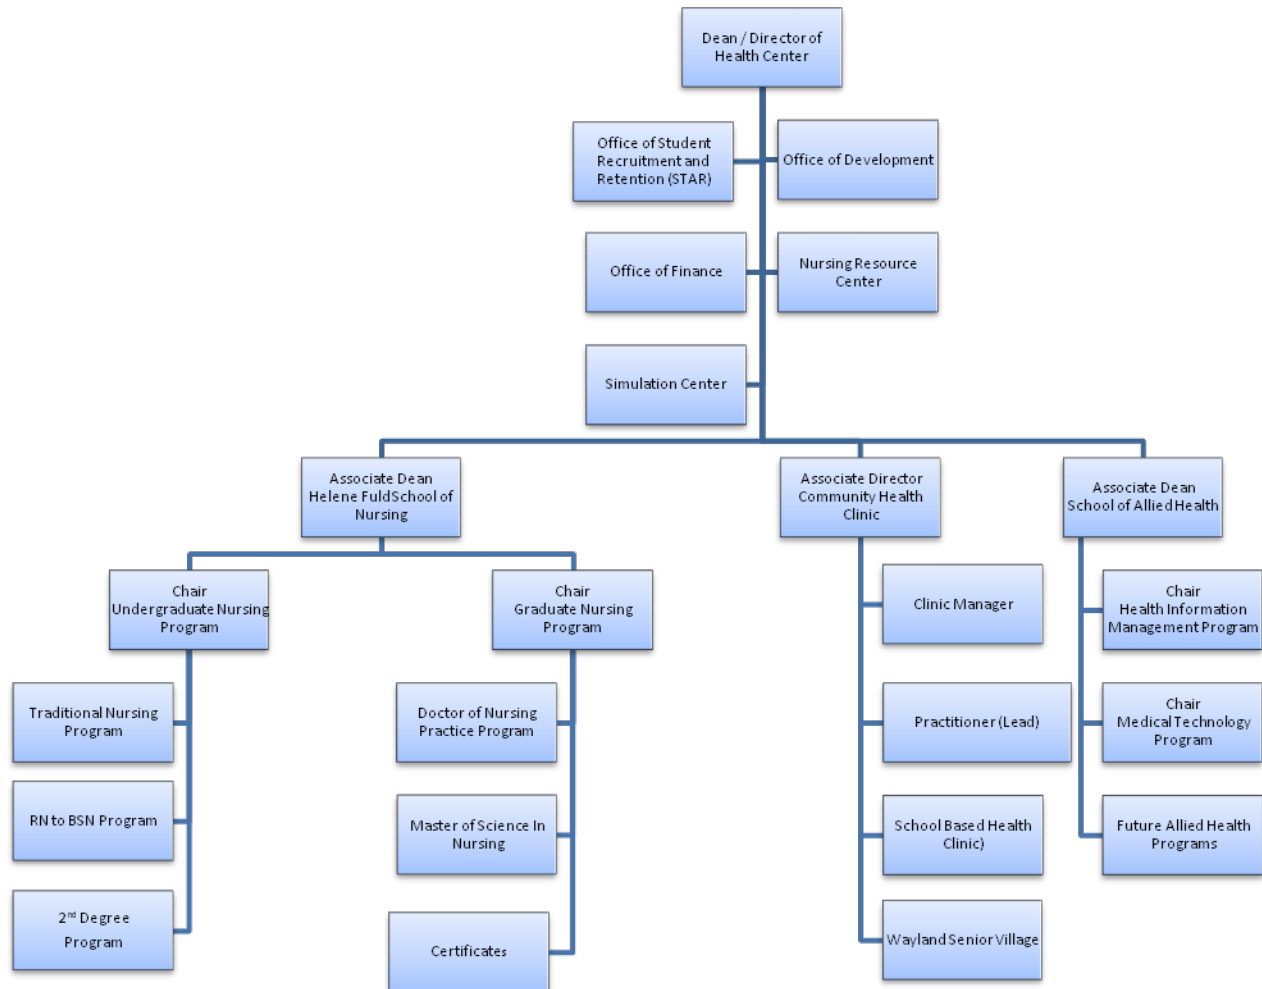 Dean / Director of
Health Center
Office of Student
Recruitment and
Retention (STAR)
Office of Development
Office of Finance
Nursing Resource
Center
Simulation Center
Associate Dean
Helene FuldSchool of
Nursing
Associate Director
Community Health
Clinic
Associate Dean
School of Allied Health
Chair
Undergraduate Nursing
Program
Chair
Graduate Nursing
Program
Clinic Manager
Chair
Health Information
Management Program
Traditional Nursing
Program
Doctor of Nursing
Practice Program
Practitioner (Lead)
Chair
Medical Technology
Program
RN to BSN Program
Master of Science In
Nursing
School Based Health
Clinic)
Future Allied Health
Programs
2nd Degree
Program
Certificates
Wayland Senior Village